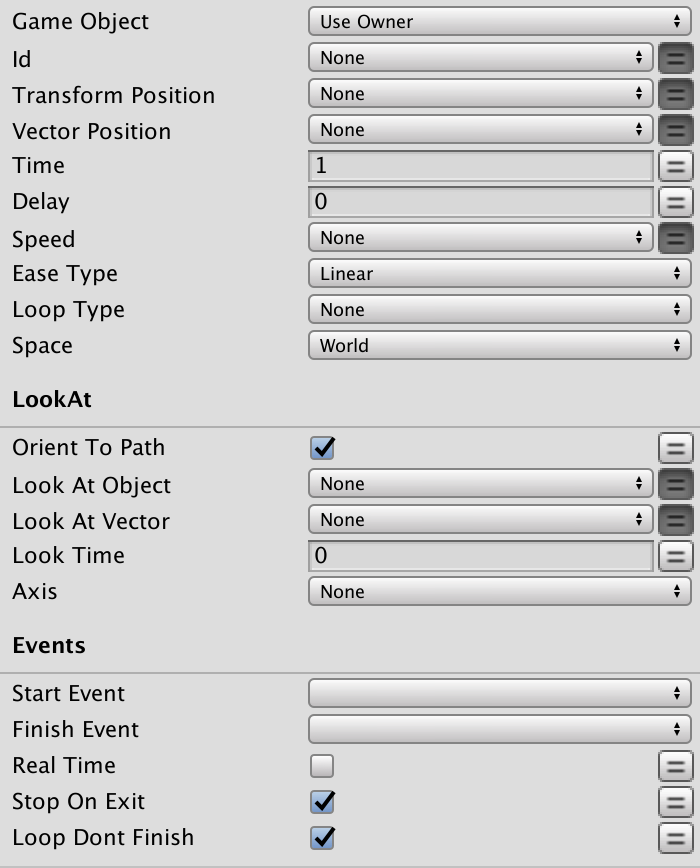 Game Object Use Owner
Id None
Transform Position None
Vector Position None
Time 1
Delay 0
Speed None
Ease Type Linear
Loop Type None
Space World
LookAt
Orient To Path
Look At Object None
Look At Vector None
Look Time 0
Axis None
Events
Start Event
Finish Event
Real Time
Stop On Exit
Loop Dont Finish